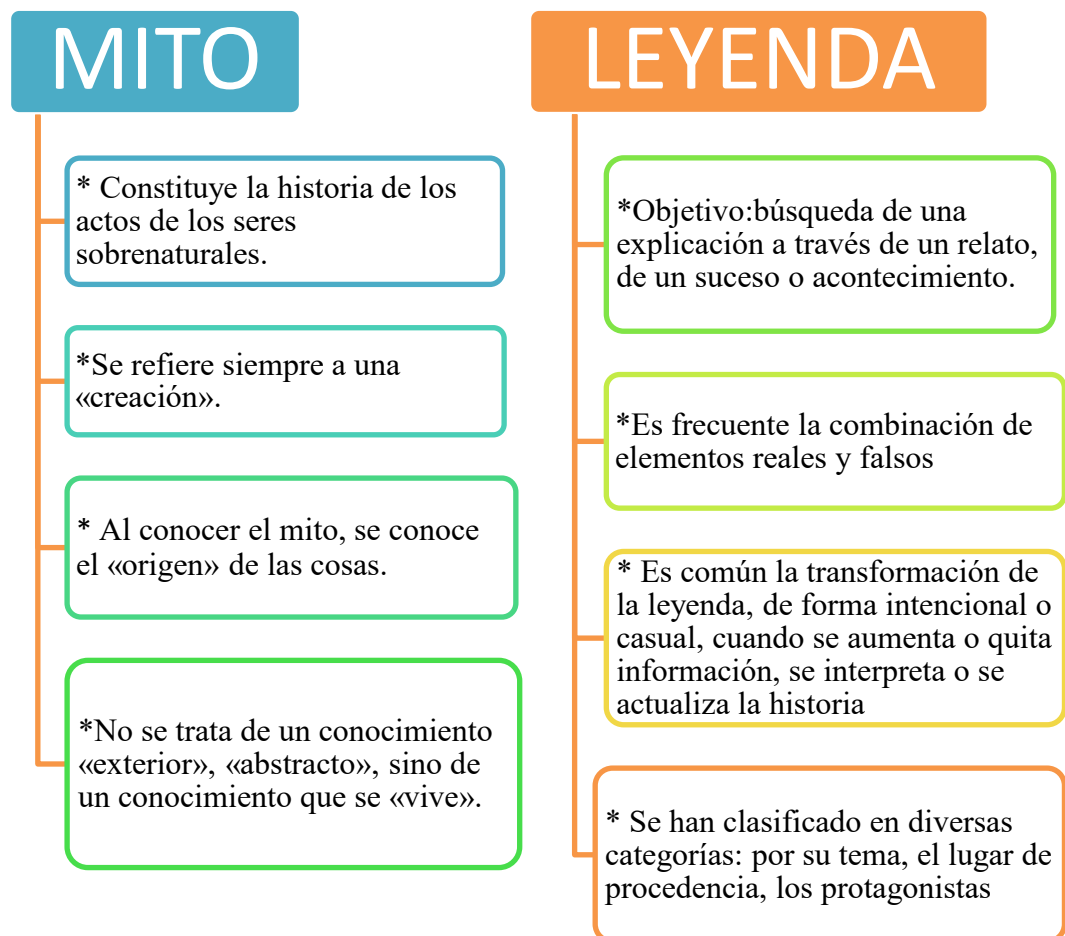 MITO
* Constituye la historia de los
actos de los seres
sobrenaturales.
*Se refiere siempre a una
«creación».
* Al conocer el mito, se conoce
el «origen» de las cosas.
*No se trata de un conocimiento
«exterior», «abstracto», sino de
un conocimiento que se «vive».
LEYENDA
*Objetivo:búsqueda de una
explicación a través de un relato,
de un suceso o acontecimiento.
*Es frecuente la combinación de
elementos reales y falsos
* Es común la transformación de
la leyenda, de forma intencional o
casual, cuando se aumenta o quita
información, se interpreta o se
actualiza la historia
* Se han clasificado en diversas
categorías: por su tema, el lugar de
procedencia, los protagonistas